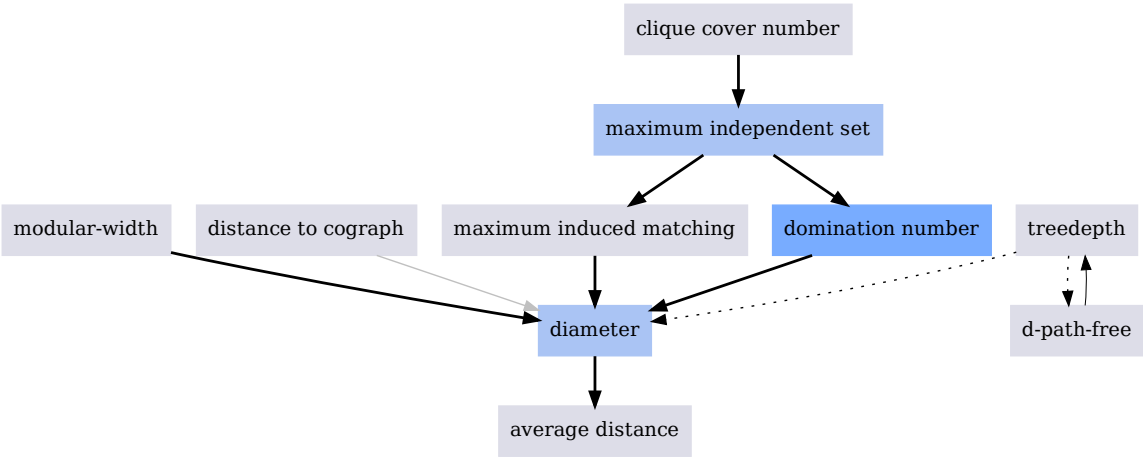 clique cover number
maximum independent set
modular-width
distance to cograph
maximum induced matching
domination number
treedepth
diameter
d-path-free
average distance